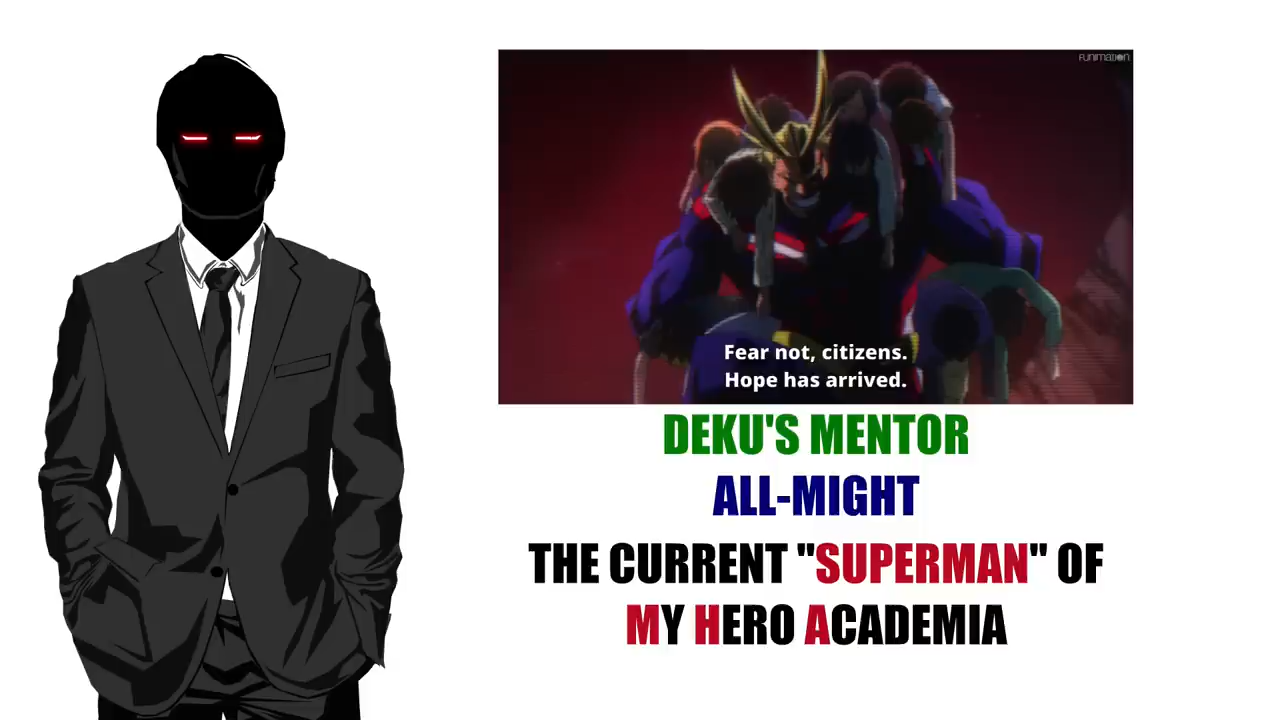 FUNIMATION
Fear not, citizens.
Hope has arrived.
DEKU'S MENTOR
ALL-MIGHT
THE CURRENT "SUPERMAN" OF
MY HERO ACADEMIA